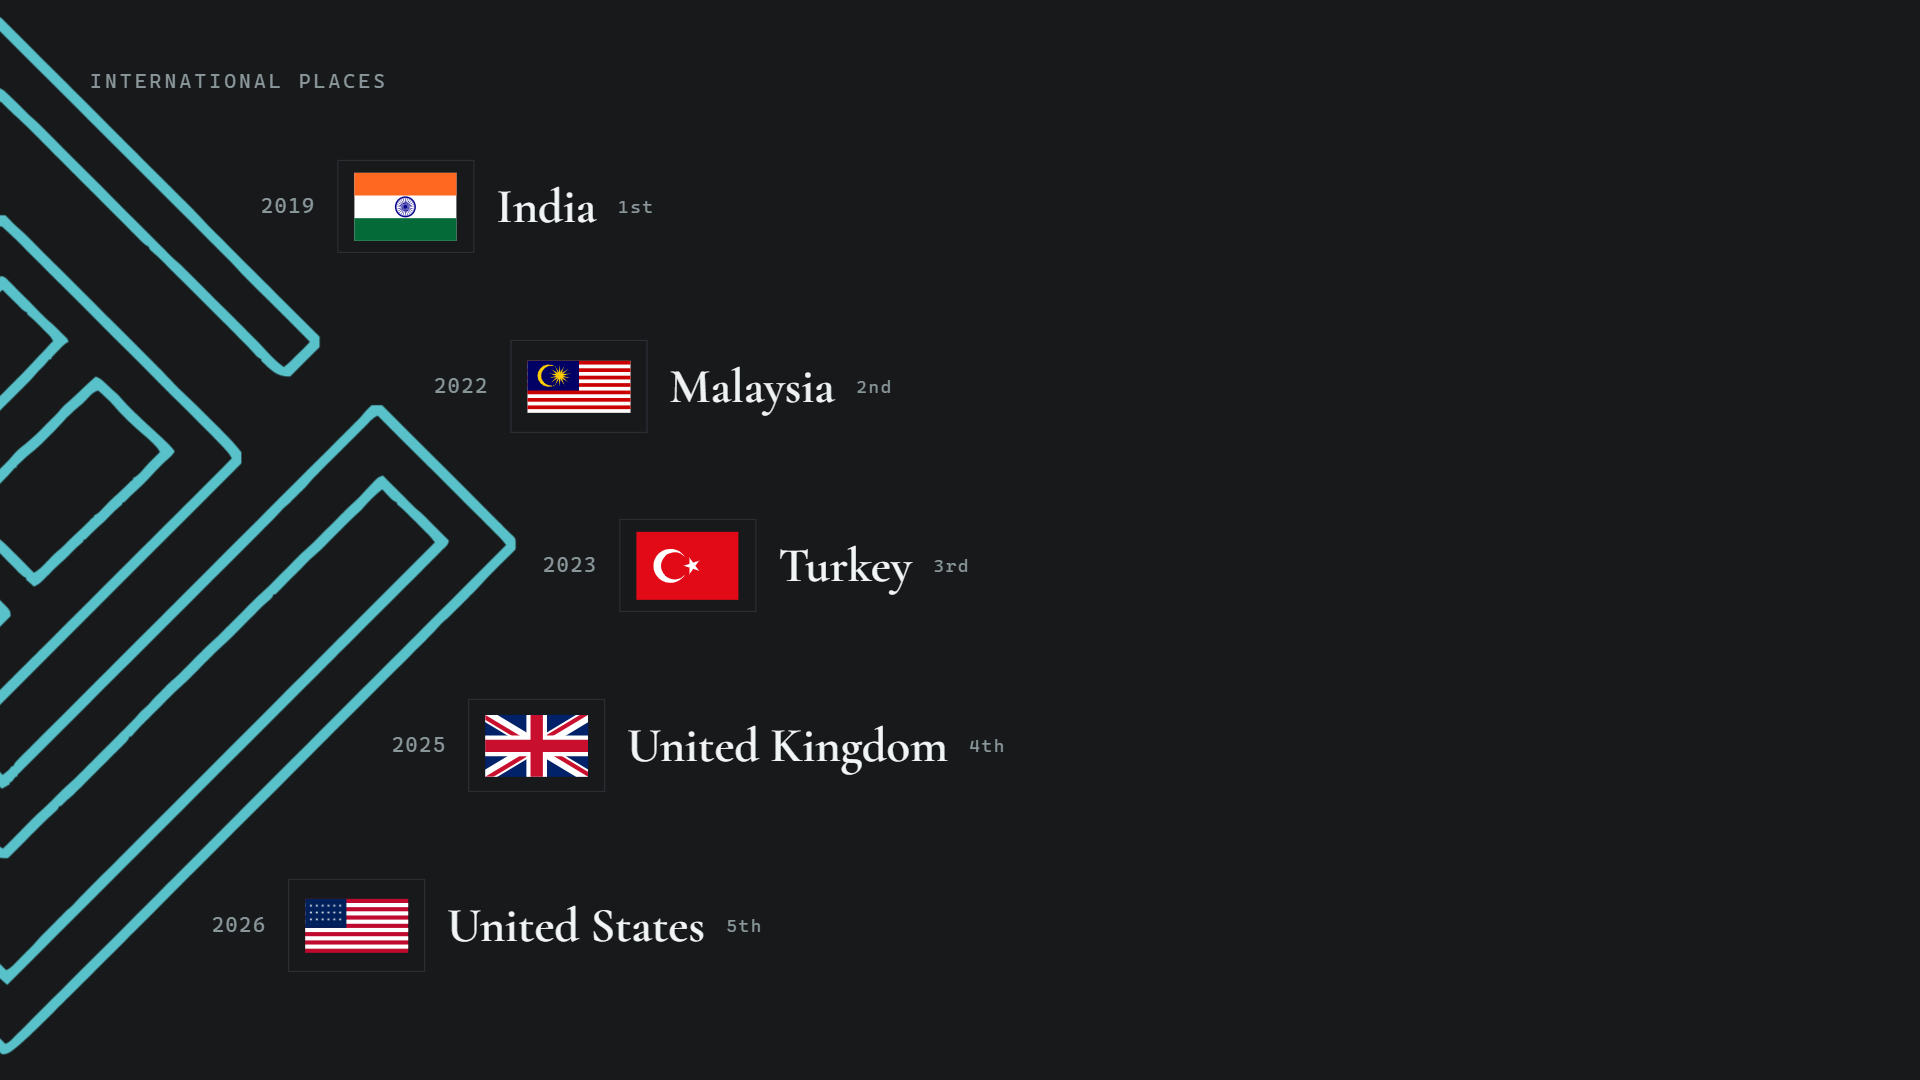 INTERNATIONAL PLACES
2019 India 1st
2022 Malaysia 2nd
2023 Turkey 3rd
2025 United Kingdom 4th
2026 United States 5th